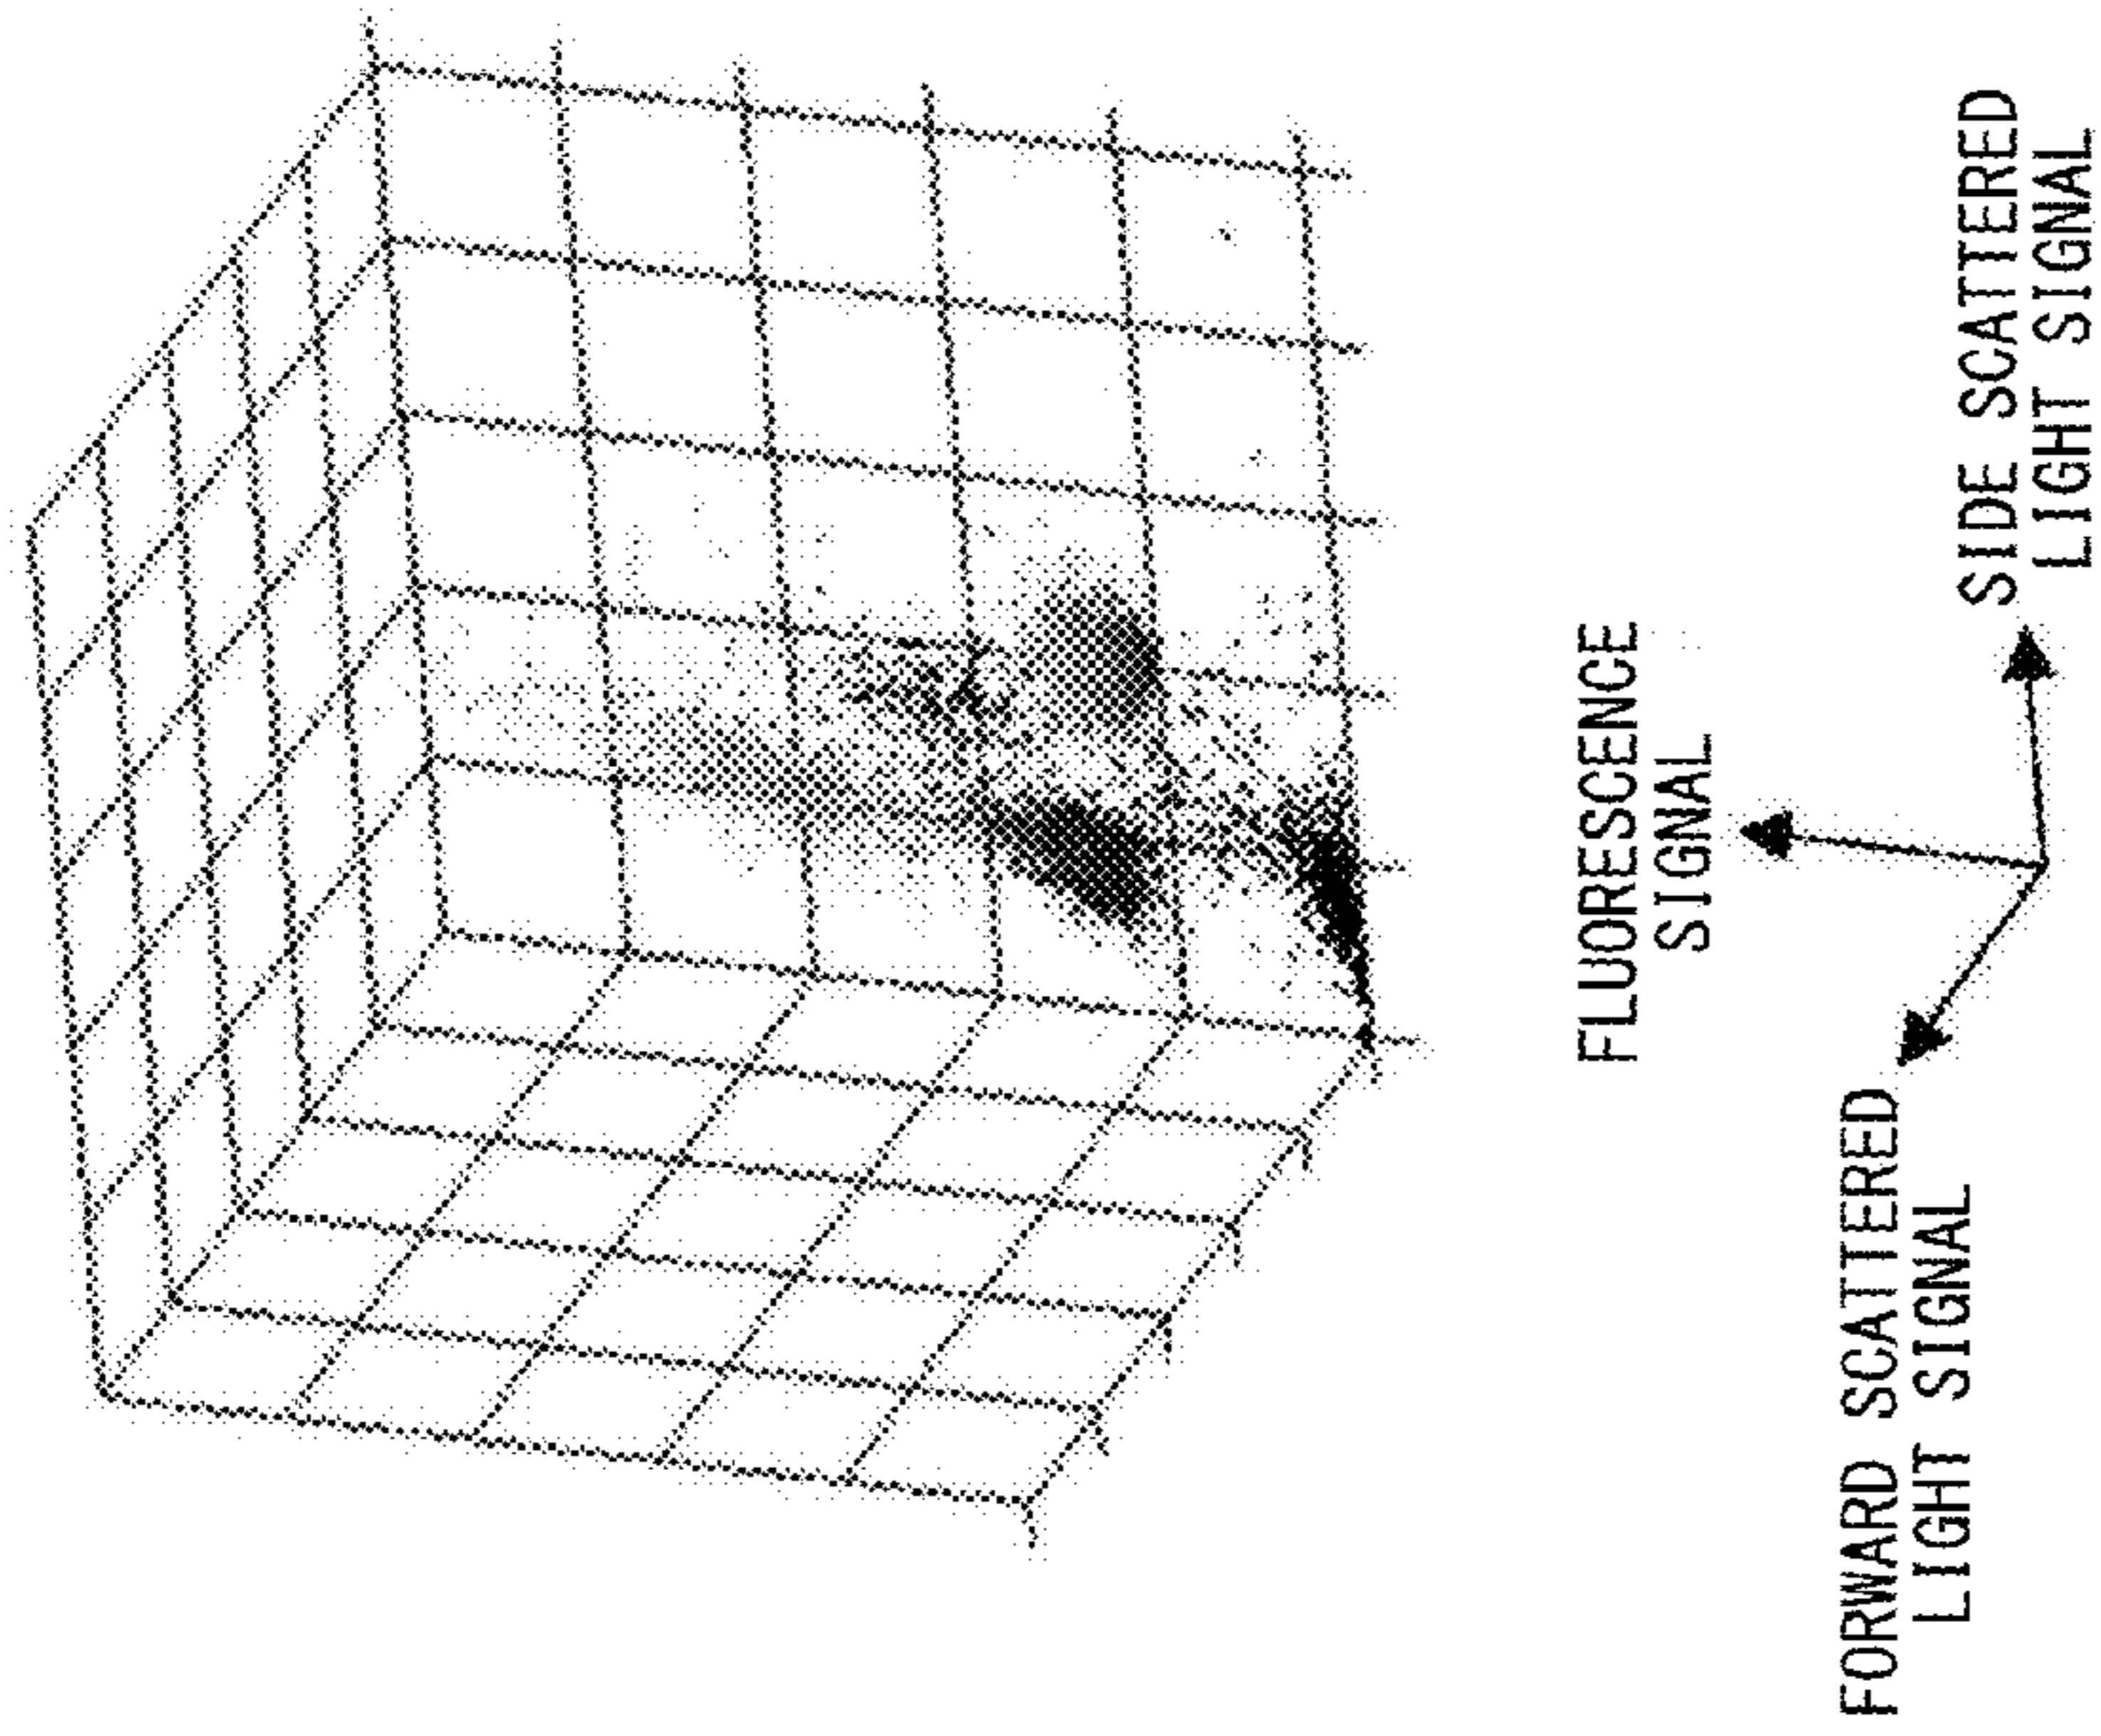 FLUORESCENCE
SIGNAL
FORWARD SCATTERED
LIGHT SIGNAL
SIDE SCATTERED
LIGHT SIGNAL